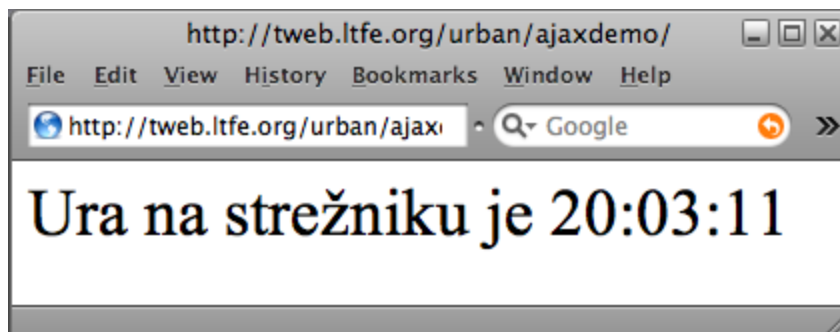 http://tweb.ltfe.org/urban/ajaxdemo/
File Edit View History Bookmarks Window Help
http://tweb.ltfe.org/urban/ajax Google
Ura na strežniku je 20:03:11